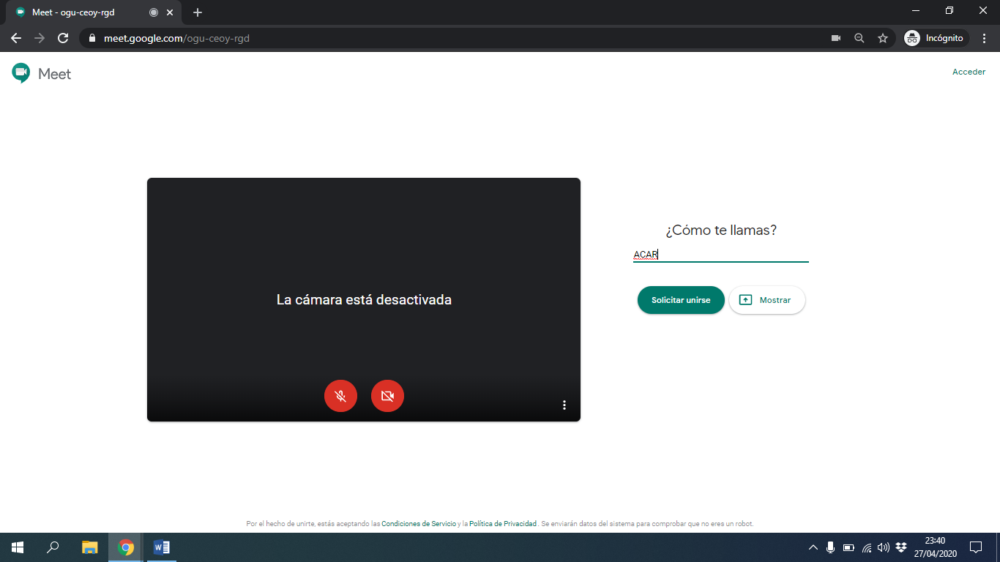 Meet - ogu-ceoy-rgd
meet.google.com/ogu-ceoy-rgd
Incógnito
Meet
Acceder
La cámara está desactivada
¿Cómo te llamas?
ACAR
Solicitar unirse
Mostrar
Por el hecho de unirte, estás aceptando las Condiciones de Servicio y la Política de Privacidad. Se enviarán datos del sistema para comprobar que no eres un robot.
23:40
27/04/2020